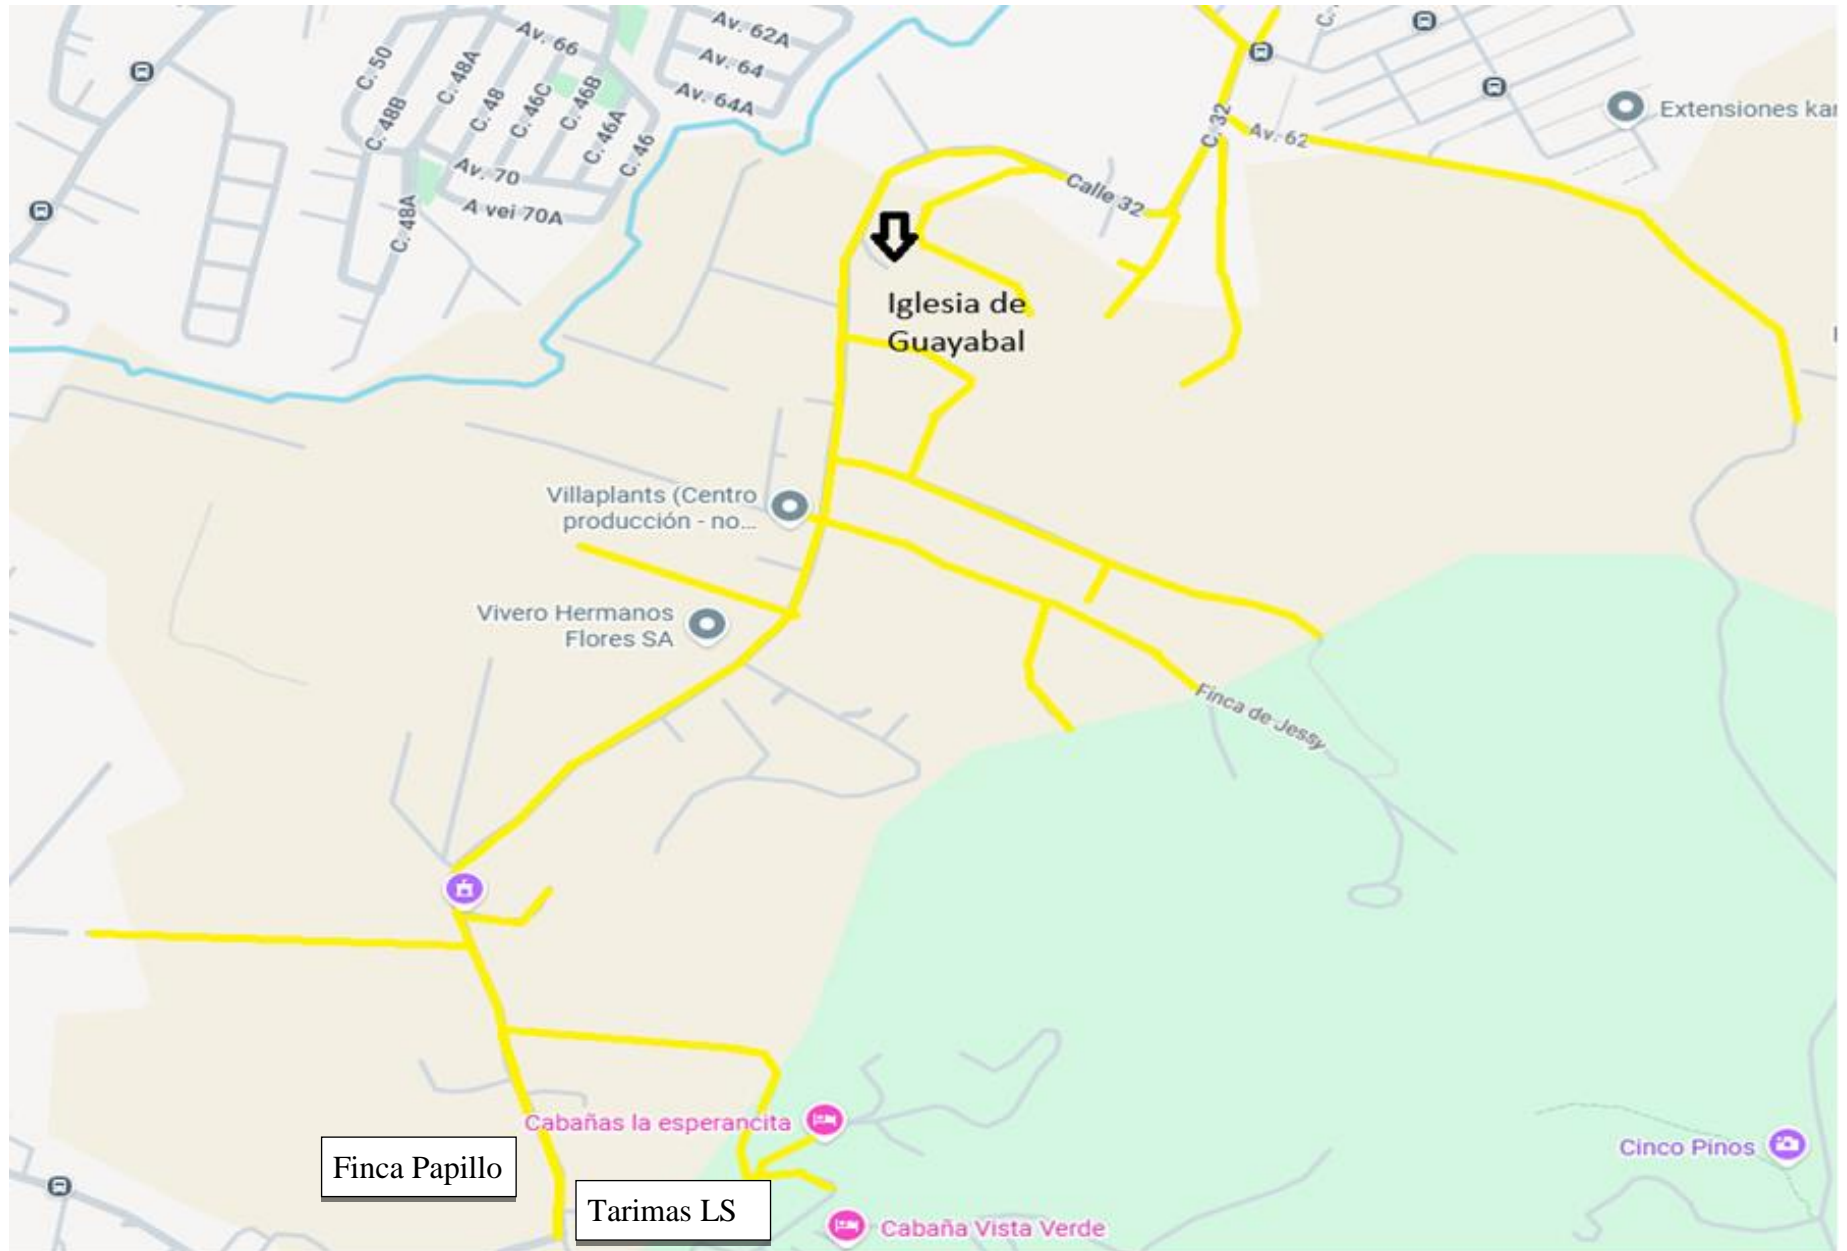 Av. 62A
Av. 66
Av. 64
Av. 64A
C. 50
C. 48A
C. 48
C. 46C
C. 46B
C. 46A
C. 46
C. 48B
Av. 70
A vei 70A
C. 48A
C. 32
Av. 62
Extensiones kar
Calle 32
Iglesia de
Guayabal
Villaplants (Centro
producción - no...
Vivero Hermanos
Flores SA
Finca de Jessy
Cabañas la esperancita
Cinco Pinos
Finca Papillo
Tarimas LS
Cabaña Vista Verde